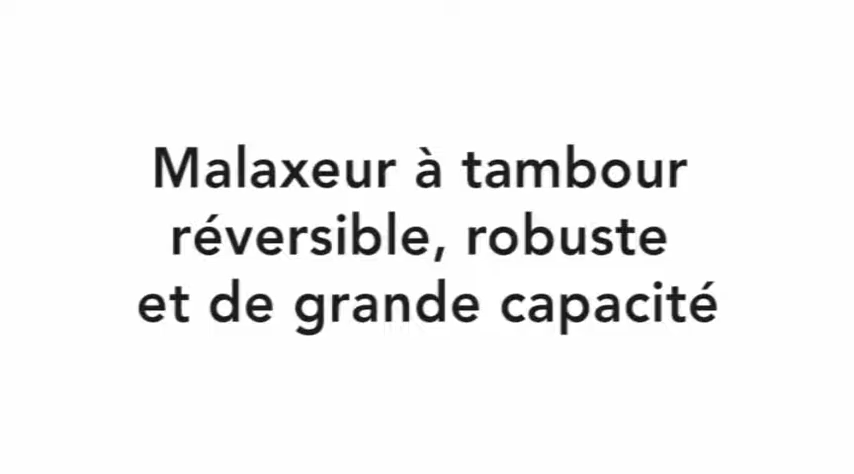 Malaxeur à tambour
réversible, robuste
et de grande capacité